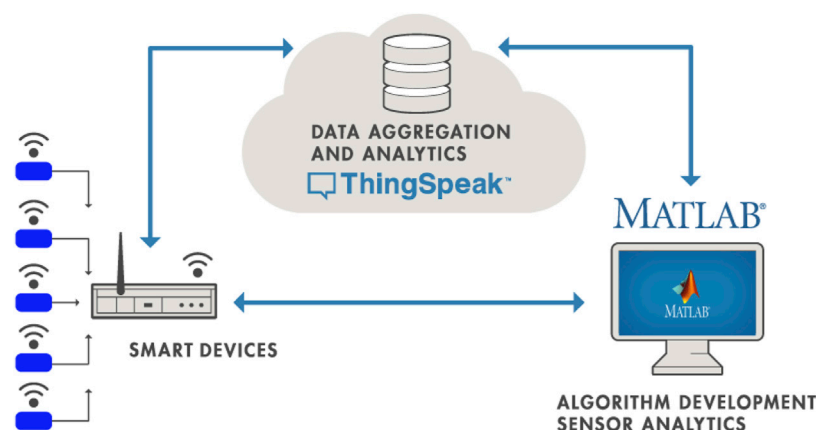 DATA AGGREGATION
AND ANALYTICS
ThingSpeak™
MATLAB®
MATLAB®
SMART DEVICES
ALGORITHM DEVELOPMENT
SENSOR ANALYTICS